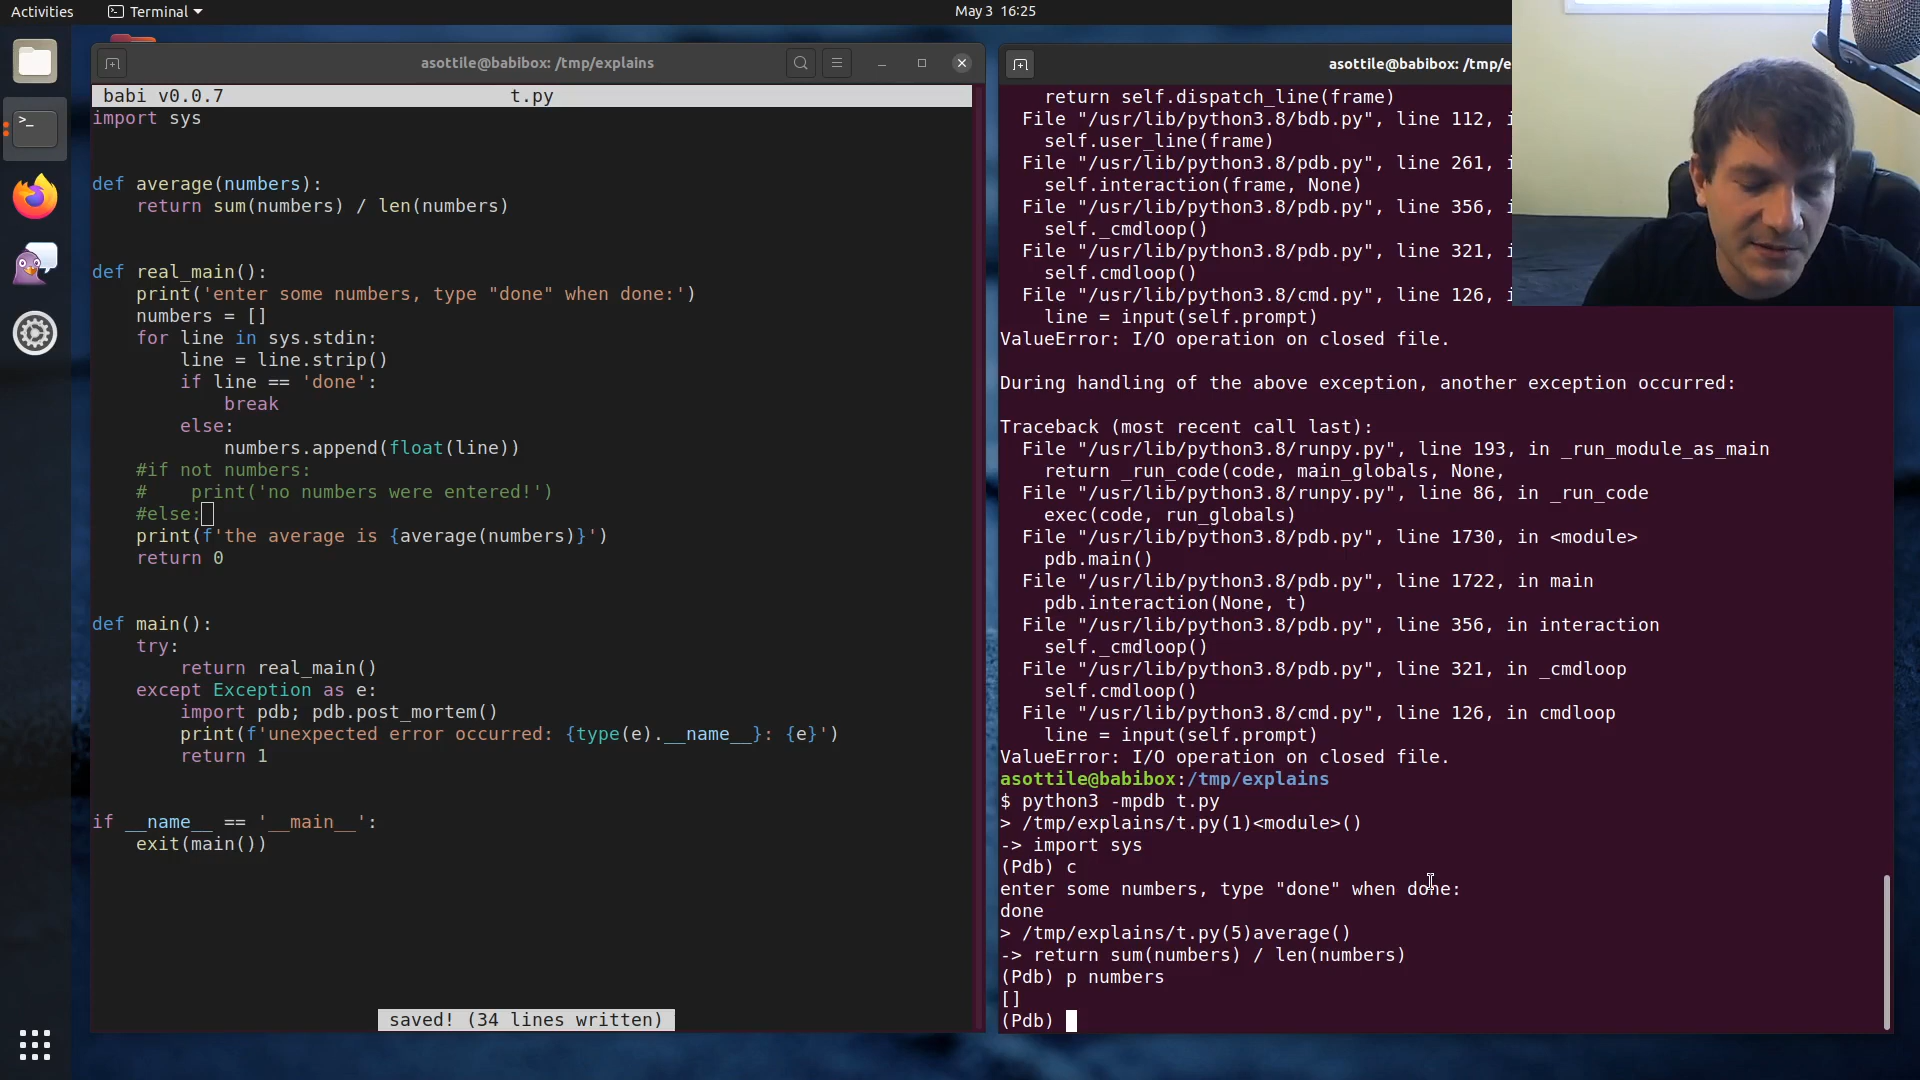 Activities
Terminal
May 3 16:25
asottile@babibox: /tmp/explains
babi v0.0.7 t.py
import sys
def average(numbers):
    return sum(numbers) / len(numbers)
def real_main():
    print('enter some numbers, type "done" when done:')
    numbers = []
    for line in sys.stdin:
        line = line.strip()
        if line == 'done':
            break
        else:
            numbers.append(float(line))
    #if not numbers:
    #    print('no numbers were entered!')
    #else:
    print(f'the average is {average(numbers)}')
    return 0
def main():
    try:
        return real_main()
    except Exception as e:
        import pdb; pdb.post_mortem()
        print(f'unexpected error occurred: {type(e).__name__}: {e}')
        return 1
if __name__ == '__main__':
    exit(main())
saved! (34 lines written)
asottile@babibox: /tmp/e
    return self.dispatch_line(frame)
  File "/usr/lib/python3.8/bdb.py", line 112, i
    self.user_line(frame)
  File "/usr/lib/python3.8/pdb.py", line 261, i
    self.interaction(frame, None)
  File "/usr/lib/python3.8/pdb.py", line 356, i
    self._cmdloop()
  File "/usr/lib/python3.8/pdb.py", line 321, i
    self.cmdloop()
  File "/usr/lib/python3.8/cmd.py", line 126, i
    line = input(self.prompt)
ValueError: I/O operation on closed file.
During handling of the above exception, another exception occurred:
Traceback (most recent call last):
  File "/usr/lib/python3.8/runpy.py", line 193, in _run_module_as_main
    return _run_code(code, main_globals, None,
  File "/usr/lib/python3.8/runpy.py", line 86, in _run_code
    exec(code, run_globals)
  File "/usr/lib/python3.8/pdb.py", line 1730, in <module>
    pdb.main()
  File "/usr/lib/python3.8/pdb.py", line 1722, in main
    pdb.interaction(None, t)
  File "/usr/lib/python3.8/pdb.py", line 356, in interaction
    self._cmdloop()
  File "/usr/lib/python3.8/pdb.py", line 321, in _cmdloop
    self.cmdloop()
  File "/usr/lib/python3.8/cmd.py", line 126, in cmdloop
    line = input(self.prompt)
ValueError: I/O operation on closed file.
asottile@babibox:/tmp/explains
$ python3 -mpdb t.py
> /tmp/explains/t.py(1)<module>()
-> import sys
(Pdb) c
enter some numbers, type "done" when done:
done
> /tmp/explains/t.py(5)average()
-> return sum(numbers) / len(numbers)
(Pdb) p numbers
[]
(Pdb)